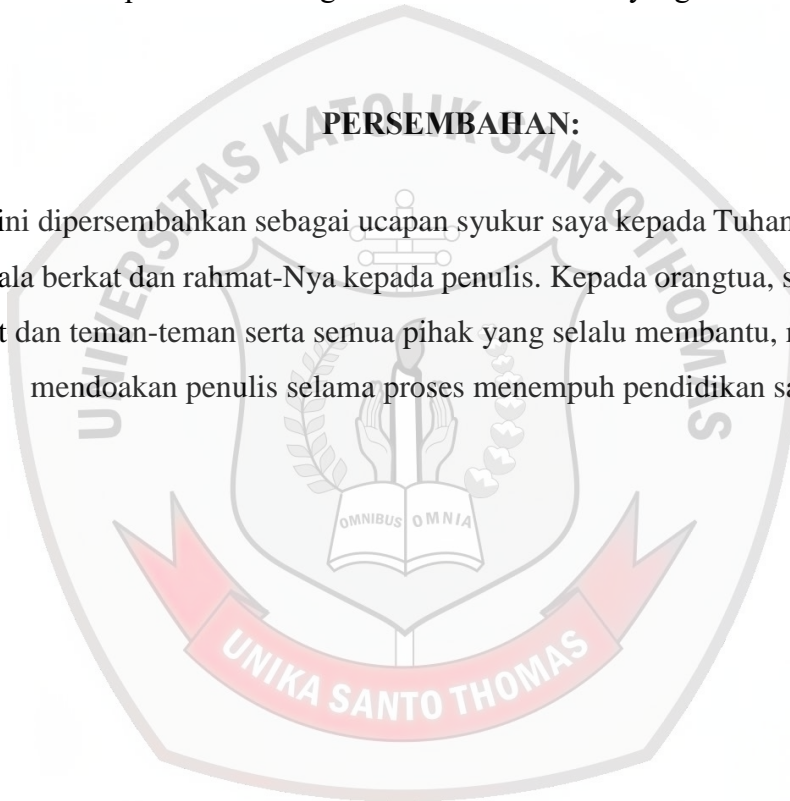 PERSEMBAHAN:
ini dipersembahkan sebagai ucapan syukur saya kepada Tuhan
berkat dan rahmat-Nya kepada penulis. Kepada orangtua,
dan teman-teman serta semua pihak yang selalu membantu,
mendoakan penulis selama proses menempuh pendidikan
UNIVERSITAS KATOLIK SANTO THOMAS
OMNIBUS OMNIA
UNIKA SANTO THOMAS